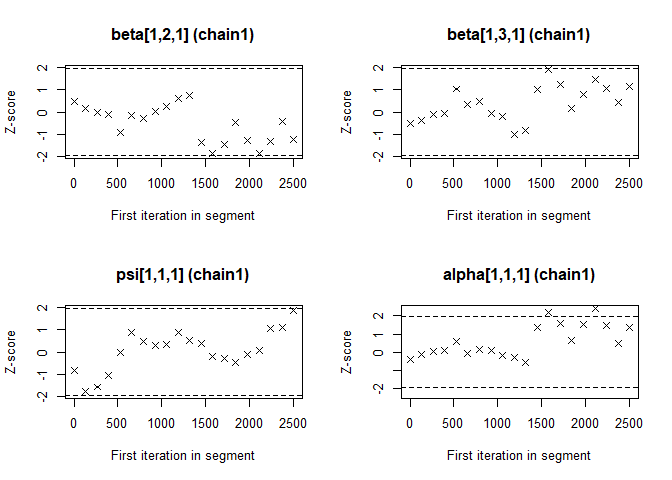 beta[1,2,1] (chain1)
Z-score
2
1
0
-1
-2
0 500 1000 1500 2000 2500
First iteration in segment
beta[1,3,1] (chain1)
Z-score
2
1
0
-1
-2
0 500 1000 1500 2000 2500
First iteration in segment
psi[1,1,1] (chain1)
Z-score
2
1
0
-1
-2
0 500 1000 1500 2000 2500
First iteration in segment
alpha[1,1,1] (chain1)
Z-score
2
1
0
-2
0 500 1000 1500 2000 2500
First iteration in segment